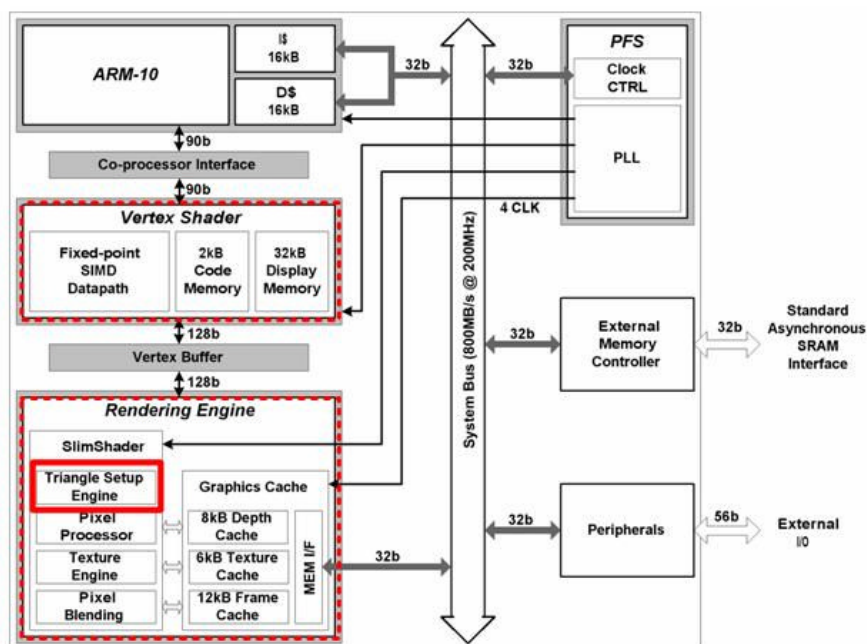 ARM-10
I$
16kB
D$
16kB
32b
32b
PFS
Clock
CTRL
PLL
90b
Co-processor Interface
90b
4 CLK
Vertex Shader
Fixed-point
SIMD
Datapath
2kB
Code
Memory
32kB
Display
Memory
128b
Vertex Buffer
128b
System Bus (800MB/s @ 200MHz)
32b
External
Memory
Controller
32b
Standard
Asynchronous
SRAM
Interface
Rendering Engine
SlimShader
Triangle Setup
Engine
Pixel
Processor
Texture
Engine
Pixel
Blending
Graphics Cache
8kB Depth
Cache
6kB Texture
Cache
12kB Frame
Cache
MEM I/F
32b
32b
Peripherals
56b
External
I/O